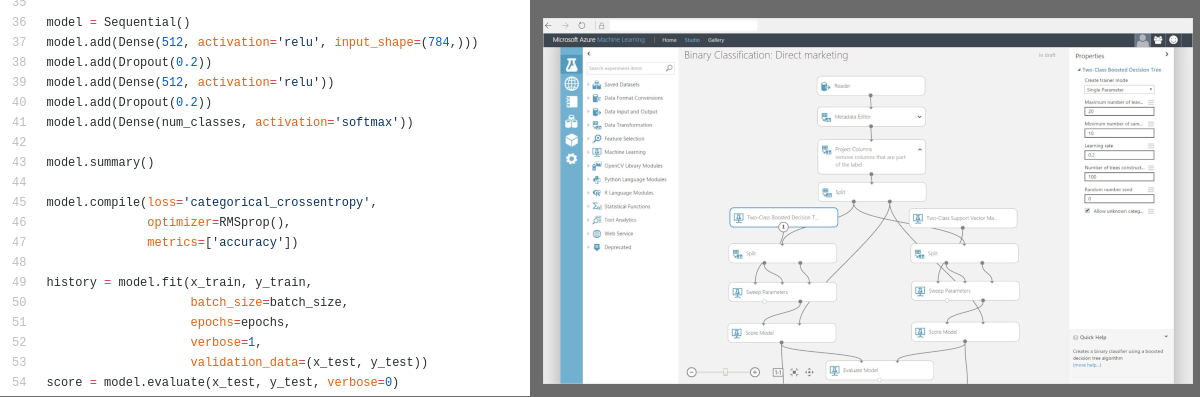 35
36 model = Sequential()
37 model.add(Dense(512, activation='relu', input_shape=(784,)))
38 model.add(Dropout(0.2))
39 model.add(Dense(512, activation='relu'))
40 model.add(Dropout(0.2))
41 model.add(Dense(num_classes, activation='softmax'))
42
43 model.summary()
44
45 model.compile(loss='categorical_crossentropy',
46 optimizer=RMSprop(),
47 metrics=['accuracy'])
48
49 history = model.fit(x_train, y_train,
50 batch_size=batch_size,
51 epochs=epochs,
52 verbose=1,
53 validation_data=(x_test, y_test))
54 score = model.evaluate(x_test, y_test, verbose=0)
Microsoft Azure Machine Learning | Home Studio Gallery
Search experiment items
Saved Datasets
Data Format Conversions
Data Input and Output
Data Transformation
Feature Selection
Machine Learning
OpenCV Library Modules
Python Language Modules
R Language Modules
Statistical Functions
Text Analytics
Web Service
Deprecated
Binary Classification: Direct marketing
In draft
Reader
Metadata Editor
Project Columns
remove columns that are part
of the label
Split
Two-Class Boosted Decision T...
Two-Class Support Vector Ma...
1
Split
Split
Sweep Parameters
Sweep Parameters
Score Model
Score Model
Evaluate Model
1:1
Properties
Two-Class Boosted Decision Tree
Create trainer mode
Single Parameter
Maximum number of leav...
20
Minimum number of sam...
10
Learning rate
0.2
Number of trees construct...
100
Random number seed
0
Allow unknown categ...
Quick Help
Creates a binary classifier using a boosted
decision tree algorithm
(more help...)